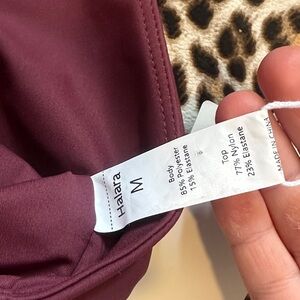 Halara
M
Body
85% Polyester
15% Elastane
Top
77% Nylon
23% Elastane
MADE IN CHINA